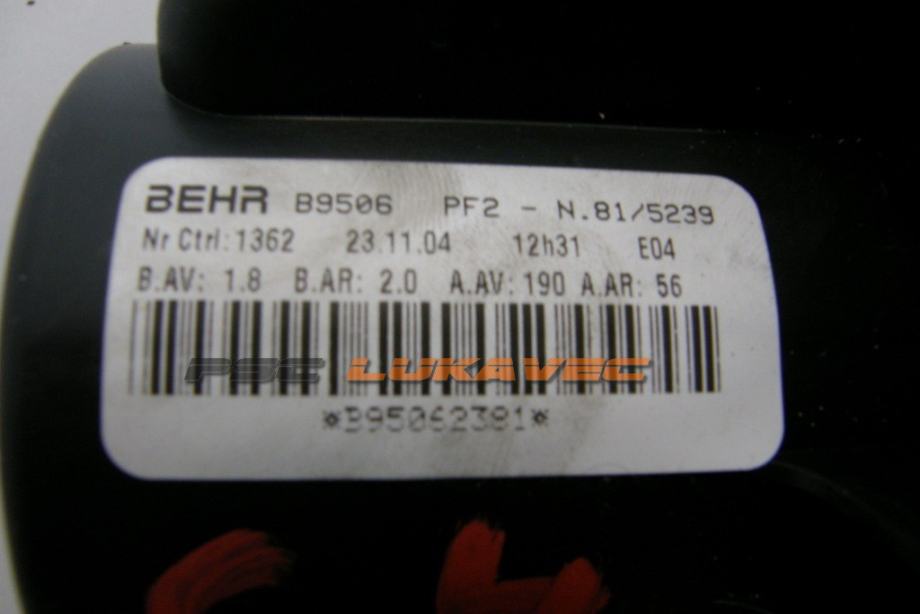 BEHR B9506 PF2 - N.81/5239
Nr Ctrl:1362 23.11.04 12h31 E04
B.AV: 1.8 B.AR: 2.0 A.AV: 190 A.AR: 56
PSC LUKAVEC
*B95062381*